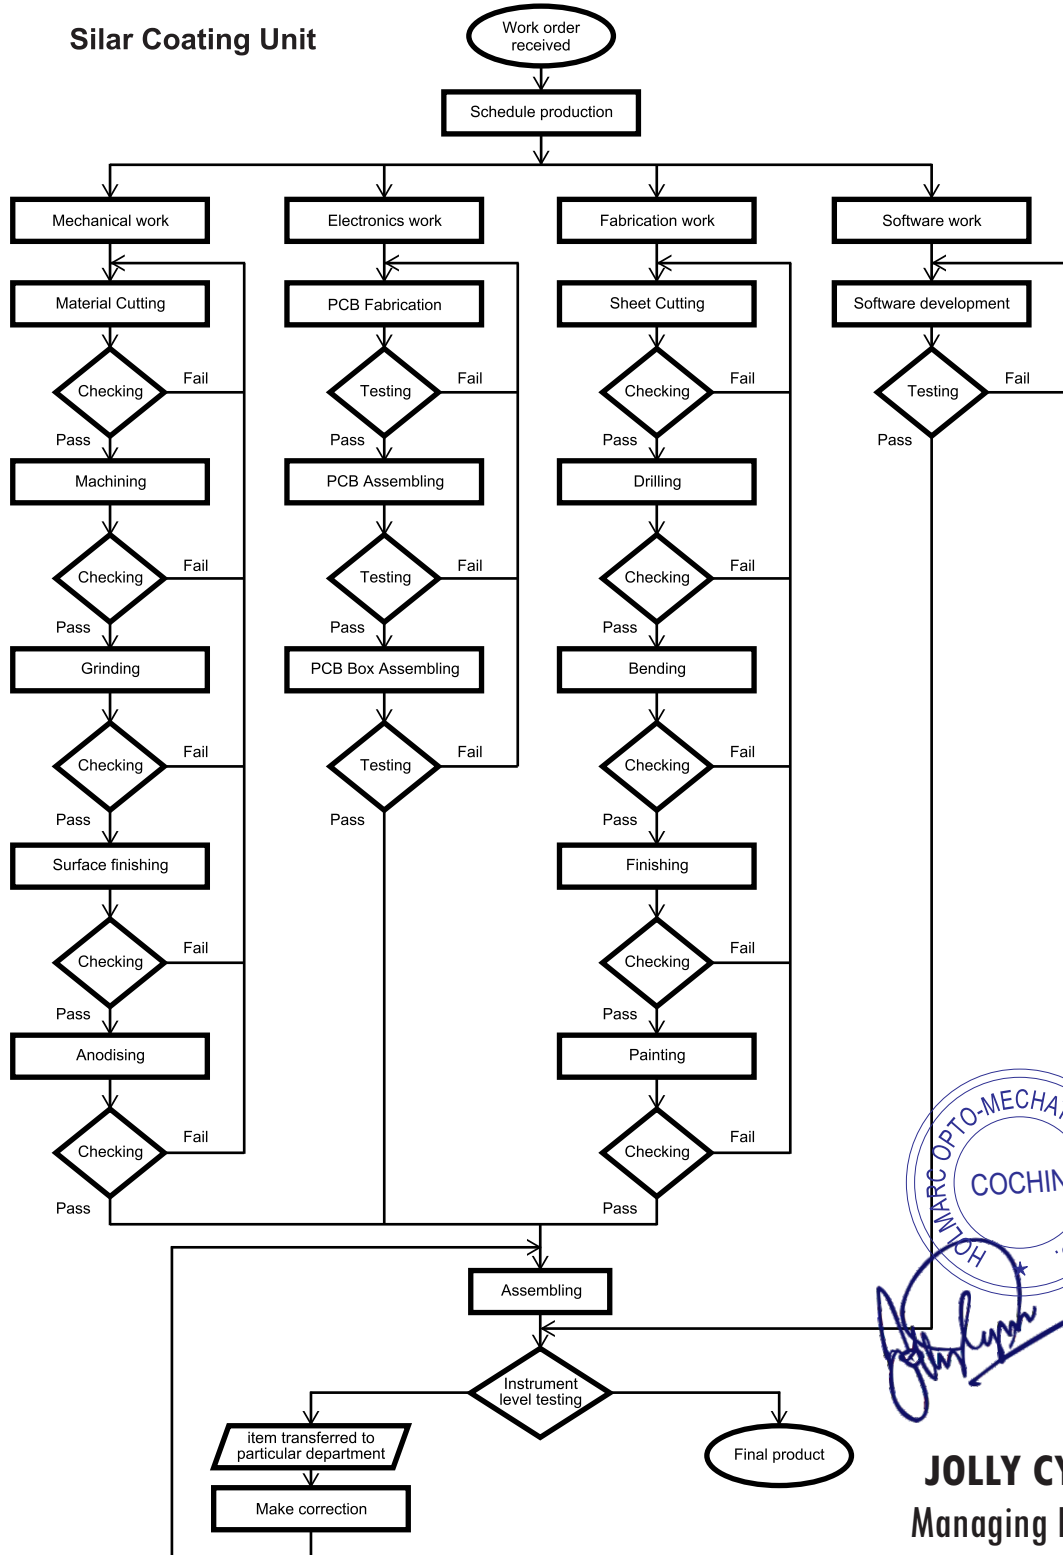 Silar Coating Unit
Work order
received
Schedule production
Mechanical work
Electronics work
Fabrication work
Software work
Material Cutting
PCB Fabrication
Sheet Cutting
Software development
Checking
Fail
Testing
Fail
Checking
Fail
Testing
Fail
Pass
Pass
Pass
Pass
Machining
PCB Assembling
Drilling
Checking
Fail
Testing
Fail
Checking
Fail
Pass
Pass
Pass
Grinding
PCB Box Assembling
Bending
Checking
Fail
Testing
Fail
Checking
Fail
Pass
Pass
Pass
Surface finishing
Finishing
Checking
Fail
Checking
Fail
Pass
Pass
Anodising
Painting
Checking
Fail
Checking
Fail
Pass
Pass
HOLMARC OPTO-MECHA
COCHIN
Assembling
Instrument
level testing
item transferred to
particular department
Final product
Make correction
JOLLY CY
Managing